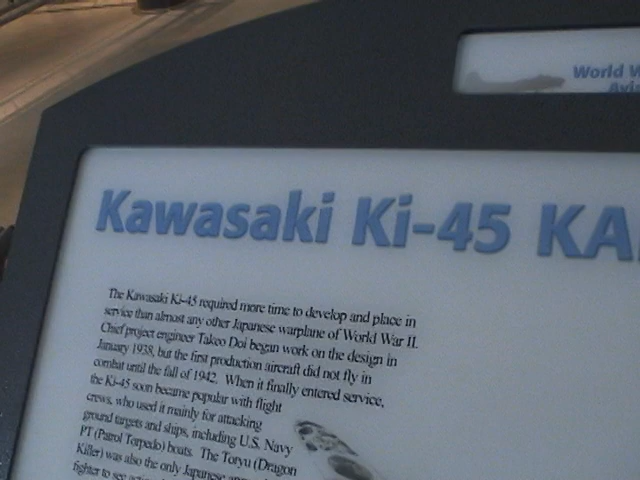 World W
Avia
Kawasaki Ki-45 KA
The Kawasaki Ki-45 required more time to develop and place in
service than almost any other Japanese warplane of World War II.
Chief project engineer Takeo Doi began work on the design in
January 1938, but the first production aircraft did not fly in
combat until the fall of 1942. When it finally entered service,
the Ki-45 soon became popular with flight
crews, who used it mainly for attacking
ground targets and ships, including U.S. Navy
PT (Patrol Torpedo) boats. The Toryu (Dragon
Killer) was also the only Japanese
fighter to see